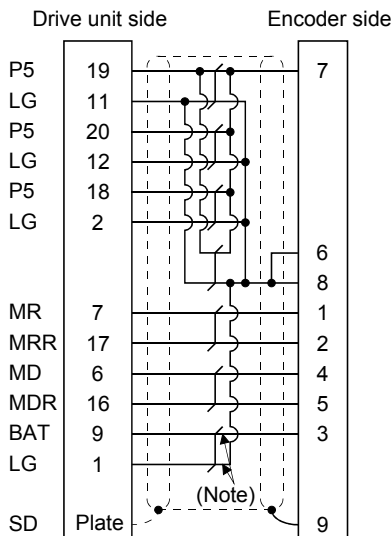 Drive unit side Encoder side
P5 19 7
LG 11
P5 20
LG 12
P5 18
LG 2
6
8
MR 7 1
MRR 17 2
MD 6 4
MDR 16 5
BAT 9 3
LG 1
(Note)
SD Plate 9